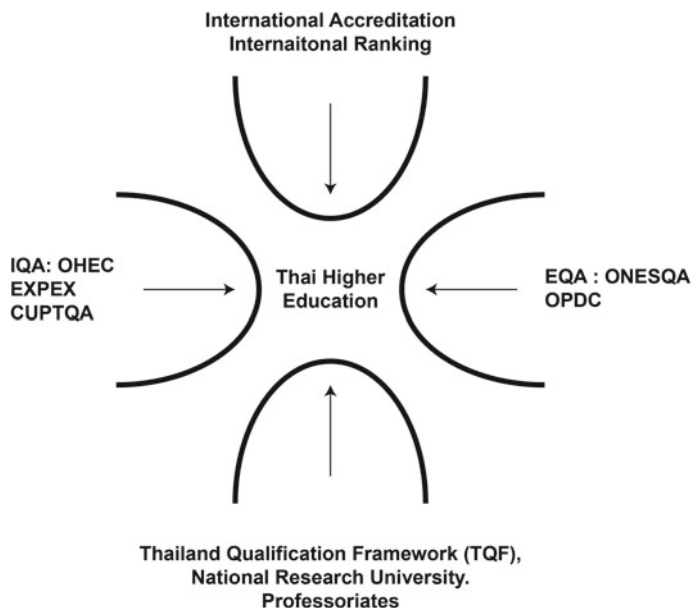 International Accreditation
Internaitonal Ranking
IQA: OHEC
EXPEX
CUPTQA
Thai Higher
Education
EQA : ONESQA
OPDC
Thailand Qualification Framework (TQF),
National Research University.
Professoriates